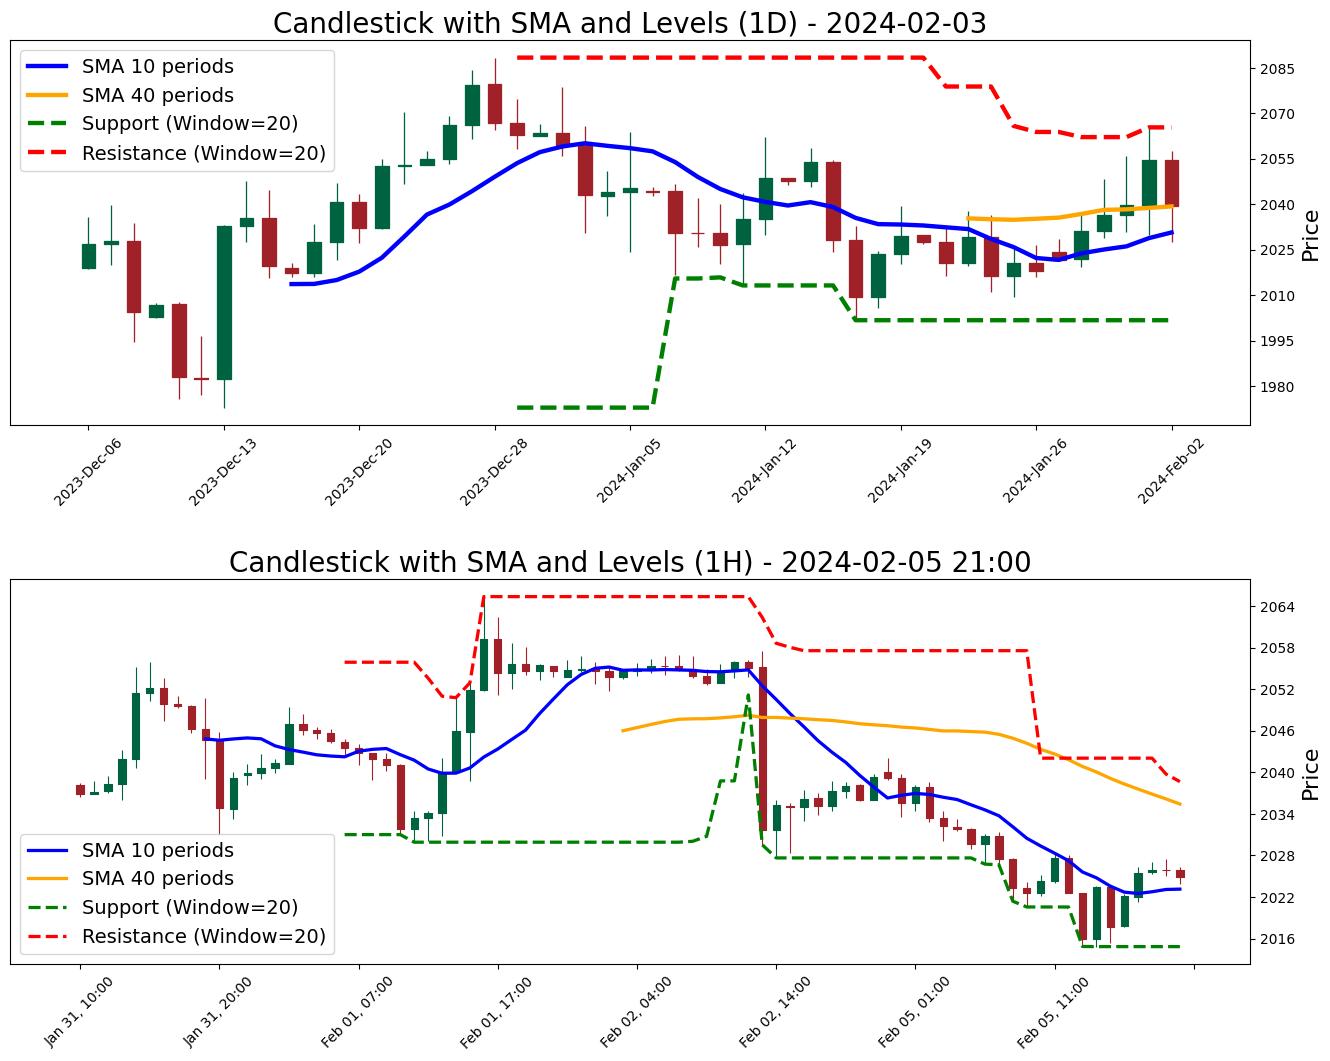 Candlestick with SMA and Levels (1D) - 2024-02-03
SMA 10 periods
SMA 40 periods
Support (Window=20)
Resistance (Window=20)
2085
2070
2055
2040
2025
2010
1995
1980
Price
2023-Dec-06
2023-Dec-13
2023-Dec-20
2023-Dec-28
2024-Jan-05
2024-Jan-12
2024-Jan-19
2024-Jan-26
2024-Feb-02
Candlestick with SMA and Levels (1H) - 2024-02-05 21:00
2064
2058
2052
2046
2040
2034
2028
2022
2016
Price
SMA 10 periods
SMA 40 periods
Support (Window=20)
Resistance (Window=20)
Jan 31, 10:00
Jan 31, 20:00
Feb 01, 07:00
Feb 01, 17:00
Feb 02, 04:00
Feb 02, 14:00
Feb 05, 01:00
Feb 05, 11:00